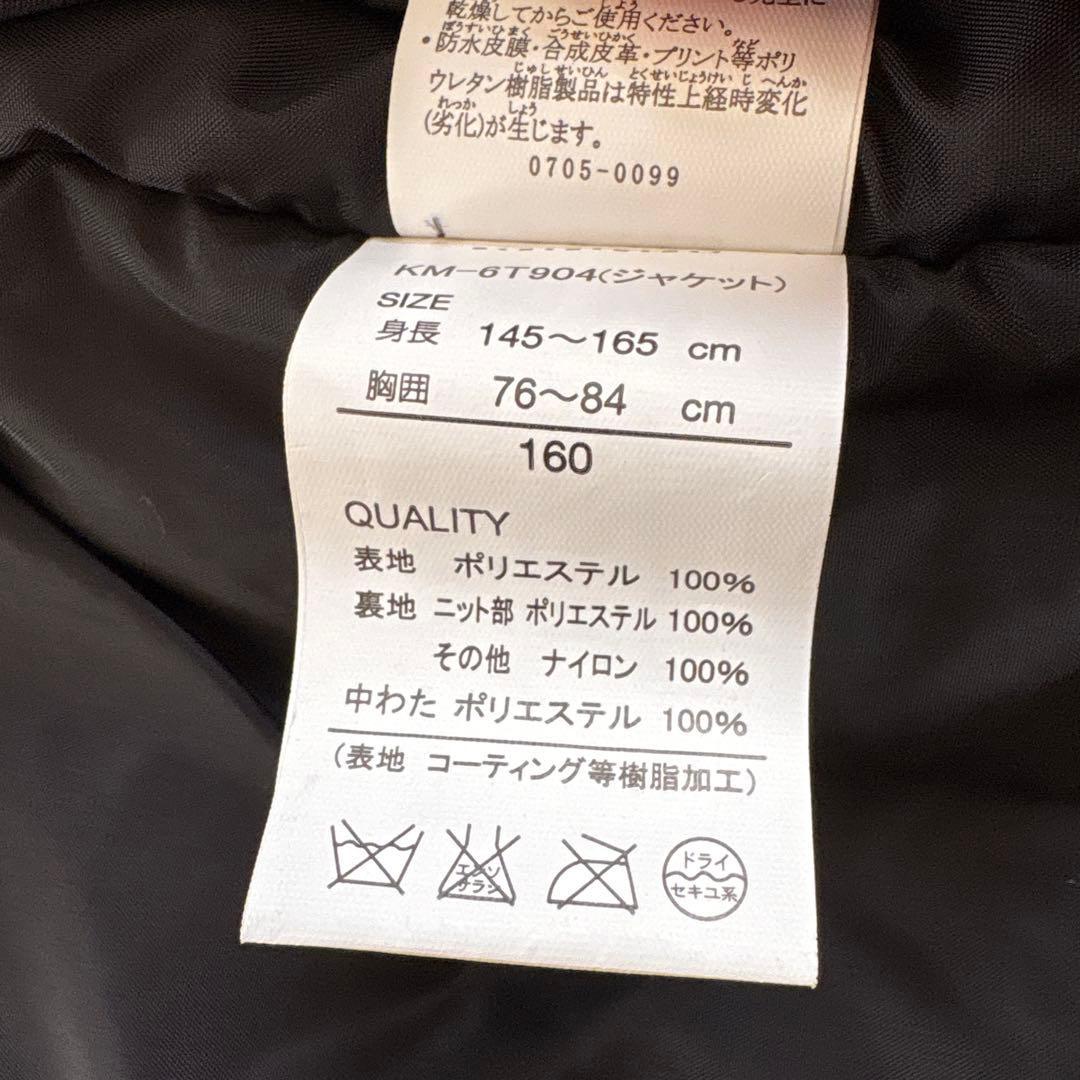 乾燥してからご使用ください。
・防水皮膜・合成皮革・プリント等ポリ
ウレタン樹脂製品は特性上経時変化
(劣化)が生じます。
0705-0099
KM-6T904(ジャケット)
SIZE
身長 145～165 cm
胸囲 76～84 cm
160
QUALITY
表地 ポリエステル 100%
裏地 ニット部 ポリエステル 100%
その他 ナイロン 100%
中わた ポリエステル 100%
(表地 コーティング等樹脂加工)
エンソ
サラシ
ドライ
セキユ系